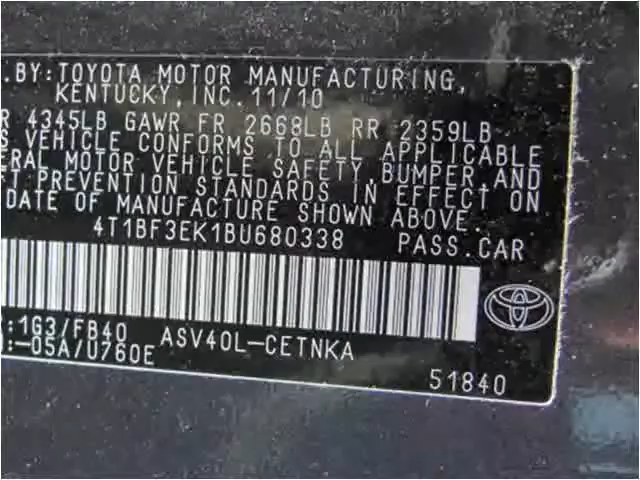 .BY: TOYOTA MOTOR MANUFACTURING,
KENTUCKY, INC. 11/10
R 4345LB GAWR FR 2668LB RR 2359LB
S VEHICLE CONFORMS TO ALL APPLICABLE
ERAL MOTOR VEHICLE SAFETY, BUMPER AND
FT PREVENTION STANDARDS IN EFFECT ON
DATE OF MANUFACTURE SHOWN ABOVE.
4T1BF3EK1BU680338 PASS.CAR
:1G3/FB40 ASV40L-CETNKA
:-05A/U760E
51840